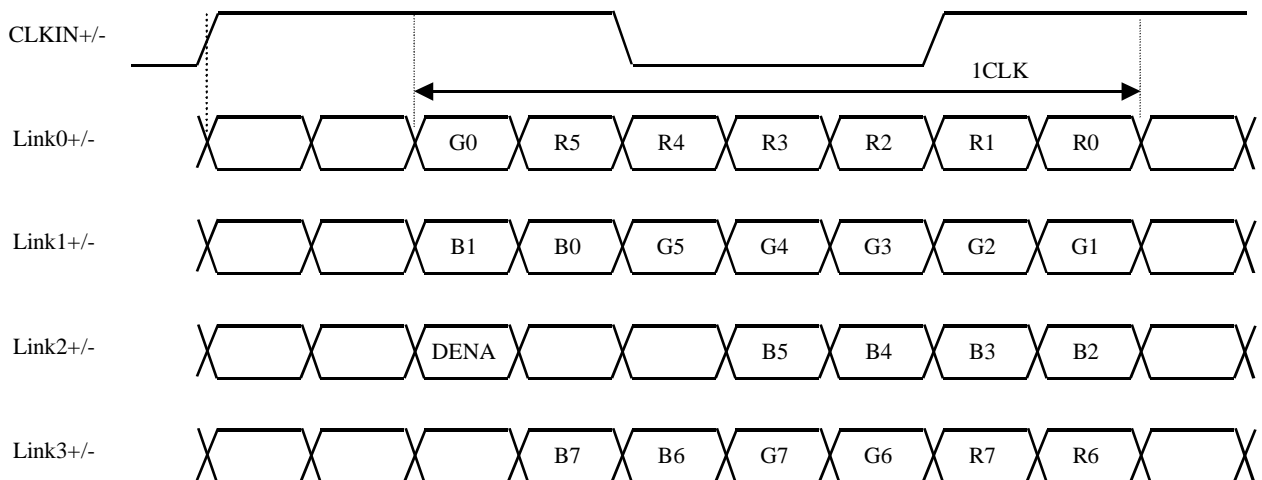 CLKIN+/-
1CLK
Link0+/- G0 R5 R4 R3 R2 R1 R0
Link1+/- B1 B0 G5 G4 G3 G2 G1
Link2+/- DENA B5 B4 B3 B2
Link3+/- B7 B6 G7 G6 R7 R6